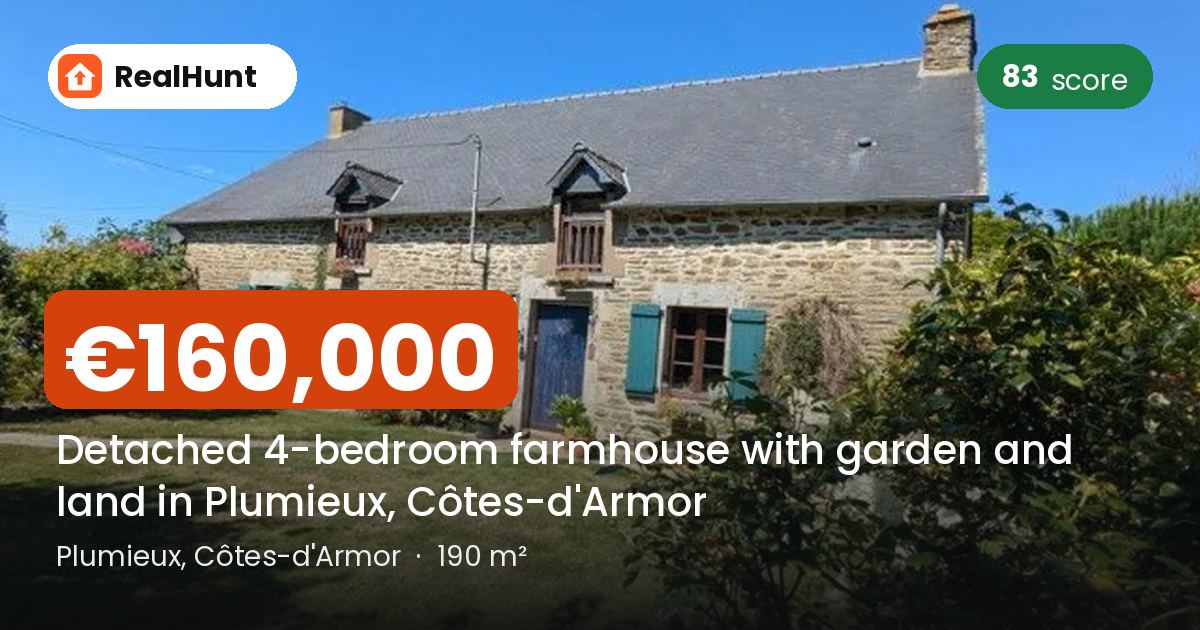 RealHunt
83 score
€160,000
Detached 4-bedroom farmhouse with garden and
land in Plumieux, Côtes-d'Armor
Plumieux, Côtes-d'Armor · 190 m²